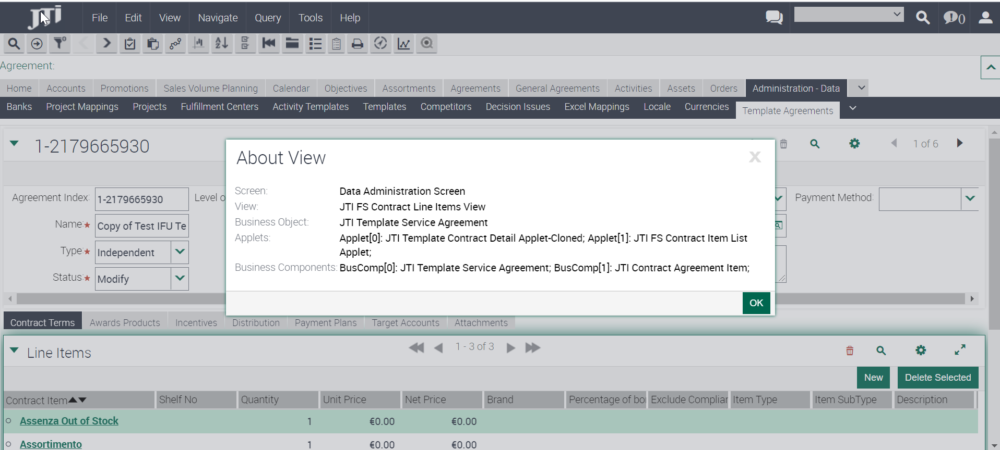 JTi File Edit View Navigate Query Tools Help 0
Agreement:
Home Accounts Promotions Sales Volume Planning Calendar Objectives Assortments Agreements General Agreements Activities Assets Orders Administration - Data
Banks Project Mappings Projects Fulfillment Centers Activity Templates Templates Competitors Decision Issues Excel Mappings Locale Currencies Template Agreements
1-2179665930 1 of 6
About View X
Screen: Data Administration Screen
View: JTI FS Contract Line Items View
Business Object: JTI Template Service Agreement
Applets: Applet[0]: JTI Template Contract Detail Applet-Cloned; Applet[1]: JTI FS Contract Item List
Applet;
Business Components: BusComp[0]: JTI Template Service Agreement; BusComp[1]: JTI Contract Agreement Item;
OK
Agreement Index: 1-2179665930 Level o Payment Method:
Name:★ Copy of Test IFU Te
Type:★ Independent
Status:★ Modify
Contract Terms Awards Products Incentives Distribution Payment Plans Target Accounts Attachments
Line Items 1 - 3 of 3
New Delete Selected
Contract Item Shelf No Quantity Unit Price Net Price Brand Percentage of bo Exclude Complian Item Type Item SubType Description
Assenza Out of Stock 1 €0.00 €0.00
Assortimento 1 €0.00 €0.00